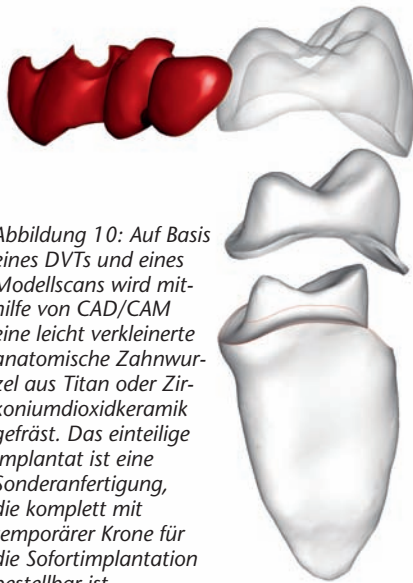 Abbildung 10: Auf Basis
eines DVTs und eines
Modellscans wird mit-
hilfe von CAD/CAM
eine leicht verkleinerte
anatomische Zahnwur-
zel aus Titan oder Zir-
koniumdioxidkeramik
gefräst. Das einteilige
Implantat ist eine
Sonderanfertigung,
die komplett mit
temporärer Krone für
die Sofortimplantation
bestellbar ist.